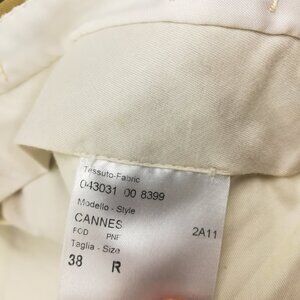 Tessuto-Fabric
043031 00 8399
Modello - Style
CANNES 2A11
FOD PNF
Taglia - Size
38 R